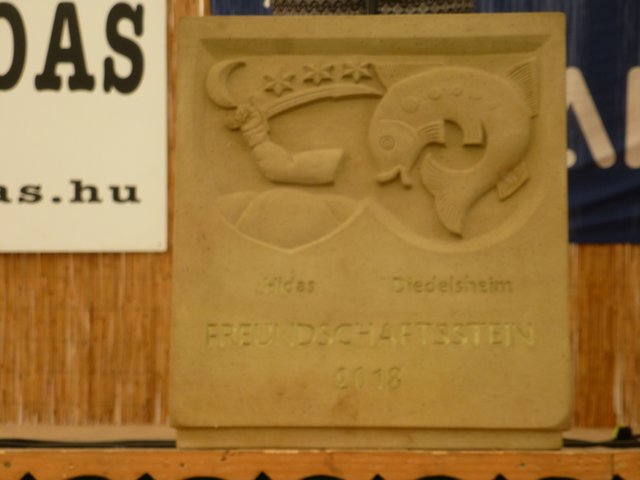 DAS
as.hu
Hidas Diedelsheim
FREUNDSCHAFTSSTEIN
2018